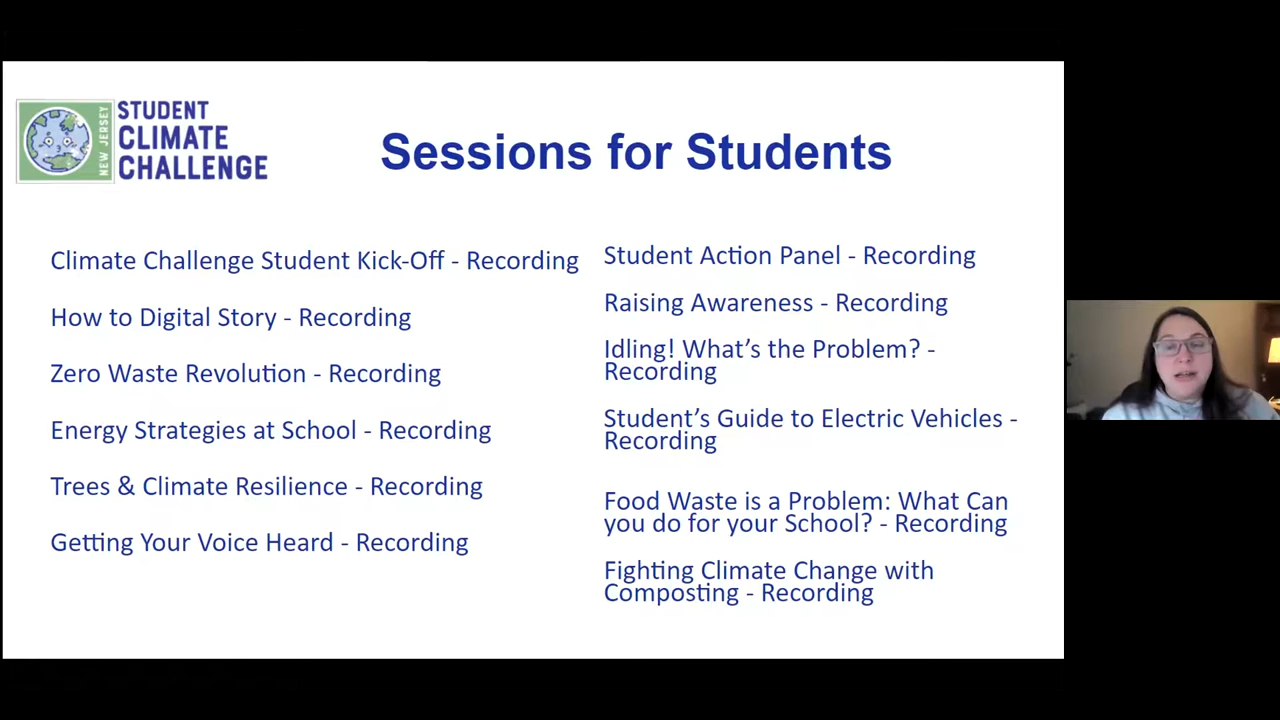 NEW JERSEY
STUDENT
CLIMATE
CHALLENGE
Sessions for Students
Climate Challenge Student Kick-Off - Recording
How to Digital Story - Recording
Zero Waste Revolution - Recording
Energy Strategies at School - Recording
Trees & Climate Resilience - Recording
Getting Your Voice Heard - Recording
Student Action Panel - Recording
Raising Awareness - Recording
Idling! What’s the Problem? -
Recording
Student’s Guide to Electric Vehicles -
Recording
Food Waste is a Problem: What Can
you do for your School? - Recording
Fighting Climate Change with
Composting - Recording